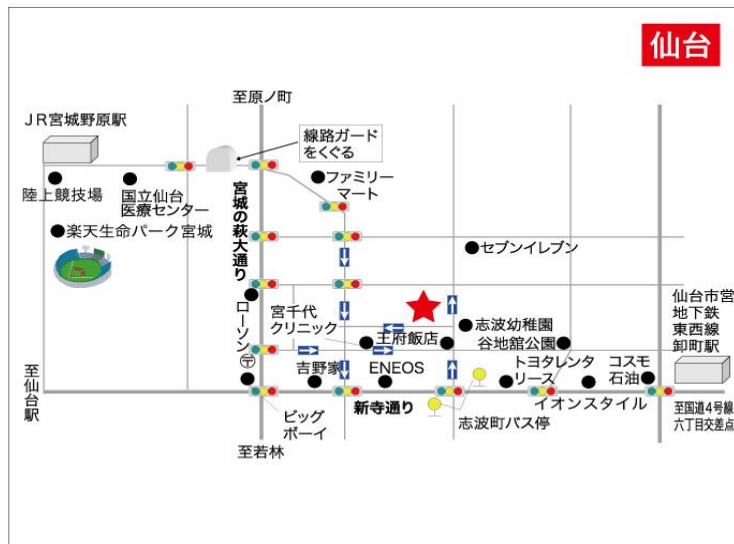 仙台
至原ノ町
JR宮城野原駅
線路ガード
をくぐる
ファミリー
マート
陸上競技場
国立仙台
医療センター
宮城の萩大通り
楽天生命パーク宮城
セブンイレブン
仙台市営
地下鉄
東西線
卸町駅
ローソン
〒
宮千代
クリニック
王府飯店
志波幼稚園
谷地舘公園
至仙台駅
吉野家
ENEOS
トヨタレンタ
リース
コスモ
石油
ビッグ
ボーイ
新寺通り
志波町バス停
イオンスタイル
至国道4号線
六丁目交差点
至若林